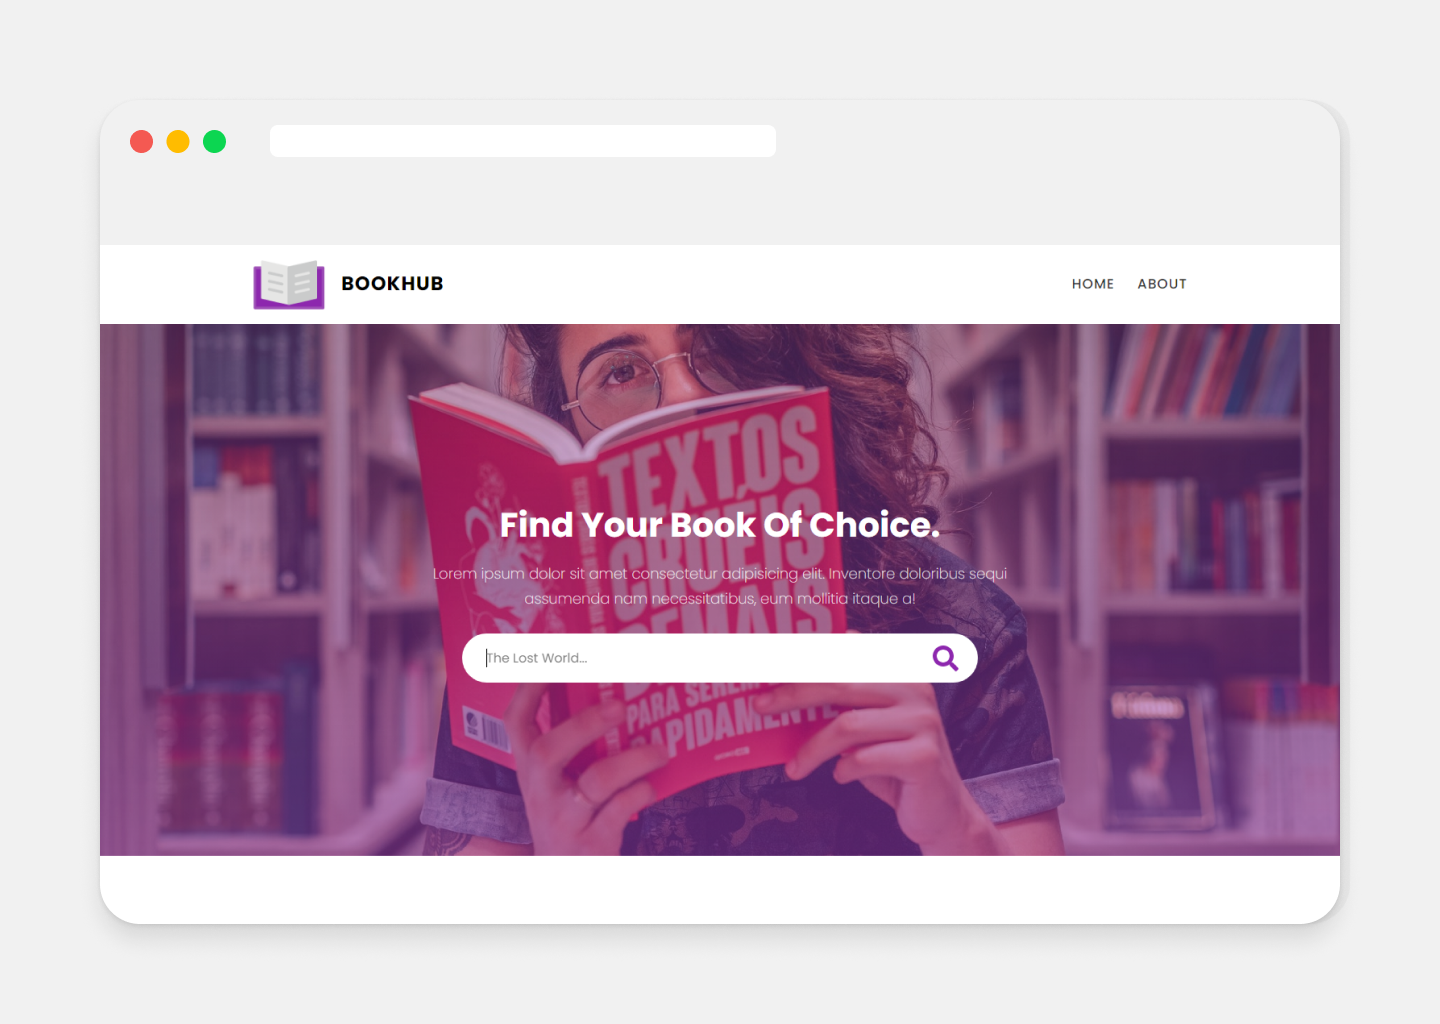 BOOKHUB
HOME ABOUT
TEXTOS
CRUÉIS
DEMAIS
Find Your Book Of Choice.
Lorem ipsum dolor sit amet consectetur adipisicing elit. Inventore doloribus sequi
assumenda nam necessitatibus, eum mollitia itaque a!
The Lost World...
PARA SEREM
RAPIDAMENTE